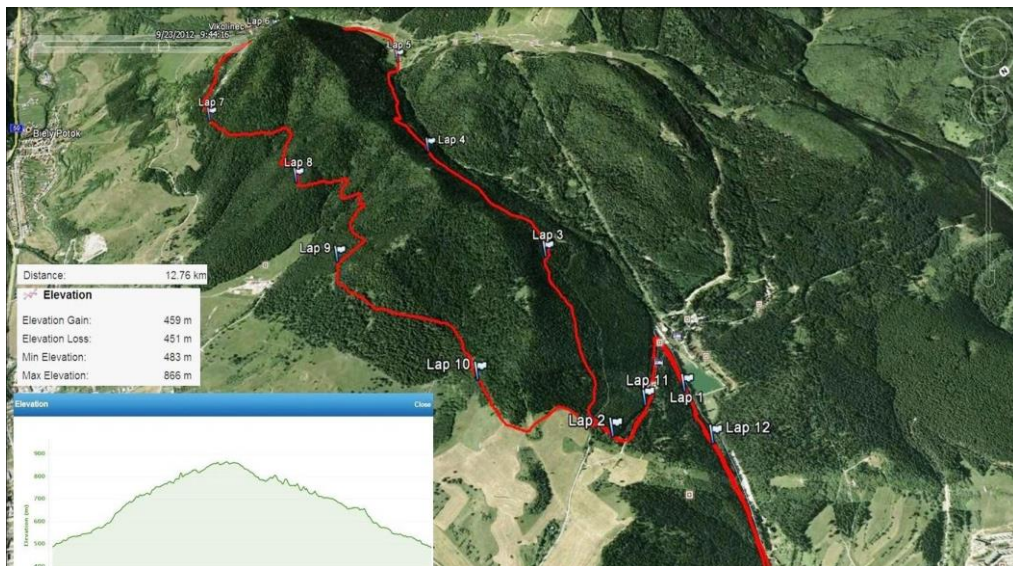 Vlkolinec
Lap 6
9/23/2012 9:44:16
Lap 5
Lap 7
Biely Potok
Lap 4
Lap 8
Lap 3
Lap 9
Distance: 12.76 km
Elevation
Elevation Gain: 459 m
Elevation Loss: 451 m
Min Elevation: 483 m
Max Elevation: 866 m
Lap 10
Lap 11
Lap 1
Lap 2
Lap 12
Elevation Close
Elevation (m)
900
800
700
600
500
400